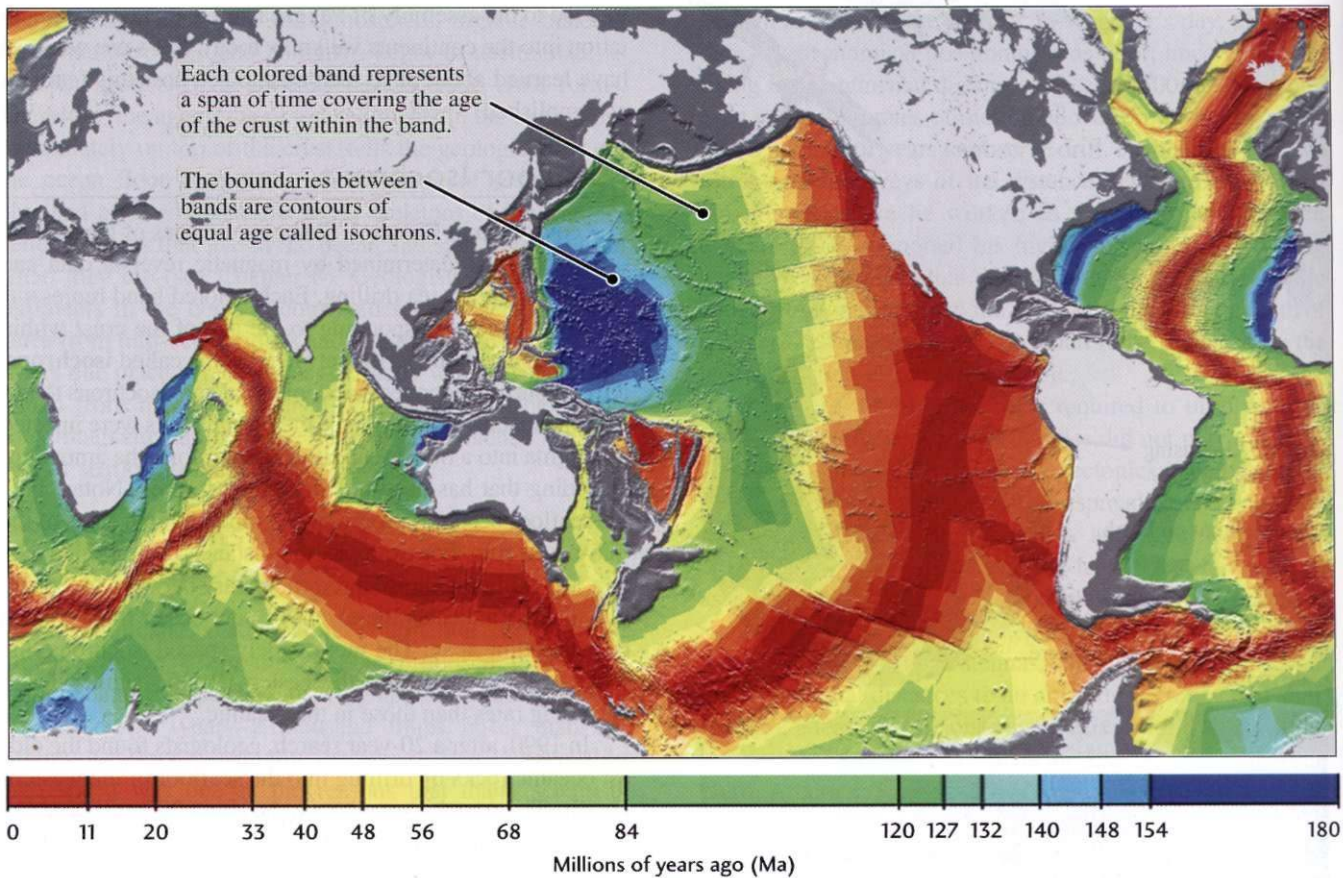 Each colored band represents
a span of time covering the age
of the crust within the band.
The boundaries between
bands are contours of
equal age called isochrons.
0 11 20 33 40 48 56 68 84 120 127 132 140 148 154 180
Millions of years ago (Ma)